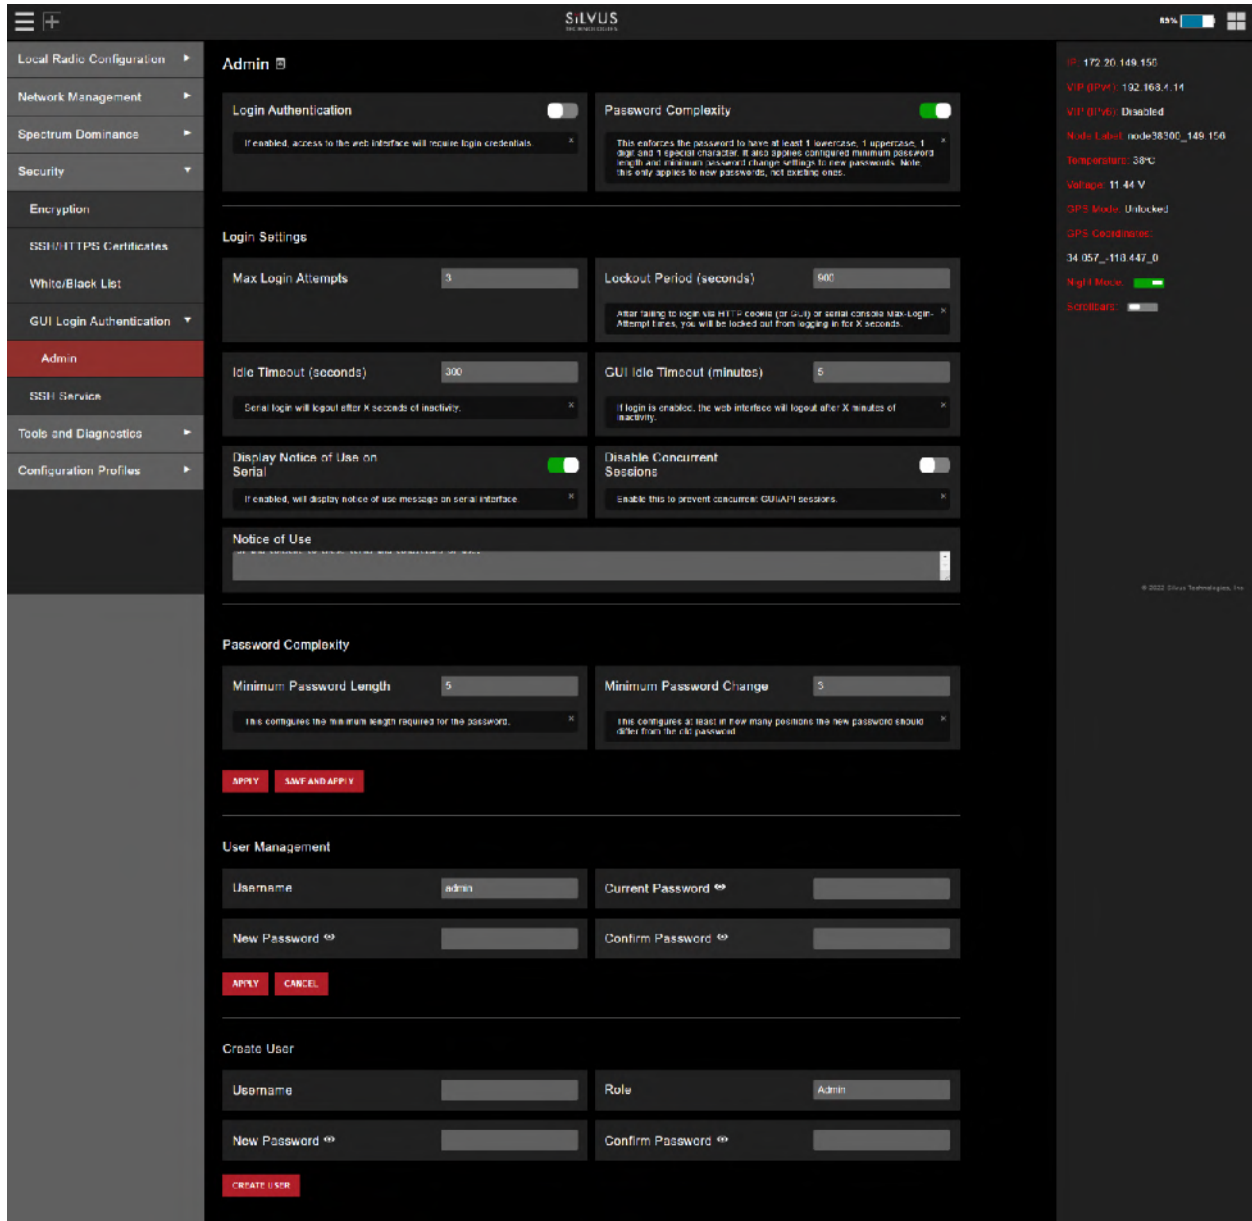 SiLVUS
TECHNOLOGIES
89%
Local Radio Configuration
Network Management
Spectrum Dominance
Security
Encryption
SSH/HTTPS Certificates
White/Black List
GUI Login Authentication
Admin
SSH Service
Tools and Diagnostics
Configuration Profiles
Admin
Login Authentication
If enabled, access to the web interface will require login credentials.
Password Complexity
This enforces the password to have at least 1 lowercase, 1 uppercase, 1
digit and 1 special character. It also applies configured minimum password
length and minimum password change settings to new passwords. Note,
this only applies to new passwords, not existing ones.
Login Settings
Max Login Attempts
3
Lockout Period (seconds)
900
After failing to login via HTTP cookie (or GUI) or serial console Max-Login-
Attempt times, you will be locked out from logging in for X seconds.
Idle Timeout (seconds)
300
Serial login will logout after X seconds of inactivity.
GUI Idle Timeout (minutes)
5
If login is enabled, the web interface will logout after X minutes of
inactivity.
Display Notice of Use on
Serial
If enabled, will display notice of use message on serial interface.
Disable Concurrent
Sessions
Enable this to prevent concurrent GUI/API sessions.
Notice of Use
Password Complexity
Minimum Password Length
5
This configures the minimum length required for the password.
Minimum Password Change
3
This configures at least in how many positions the new password should
differ from the old password
APPLY
SAVE AND APPLY
User Management
Username
admin
Current Password
New Password
Confirm Password
APPLY
CANCEL
Create User
Username
Role
Admin
New Password
Confirm Password
CREATE USER
IP: 172.20.149.156
VIP (IPv4): 192.168.4.14
VIP (IPv6): Disabled
Node Label: node38300_149.156
Temperature: 38°C
Voltage: 11.44 V
GPS Mode: Unlocked
GPS Coordinates:
34.057_-118.447_0
Night Mode:
Scrollbars:
© 2022 Silvus Technologies, Inc.